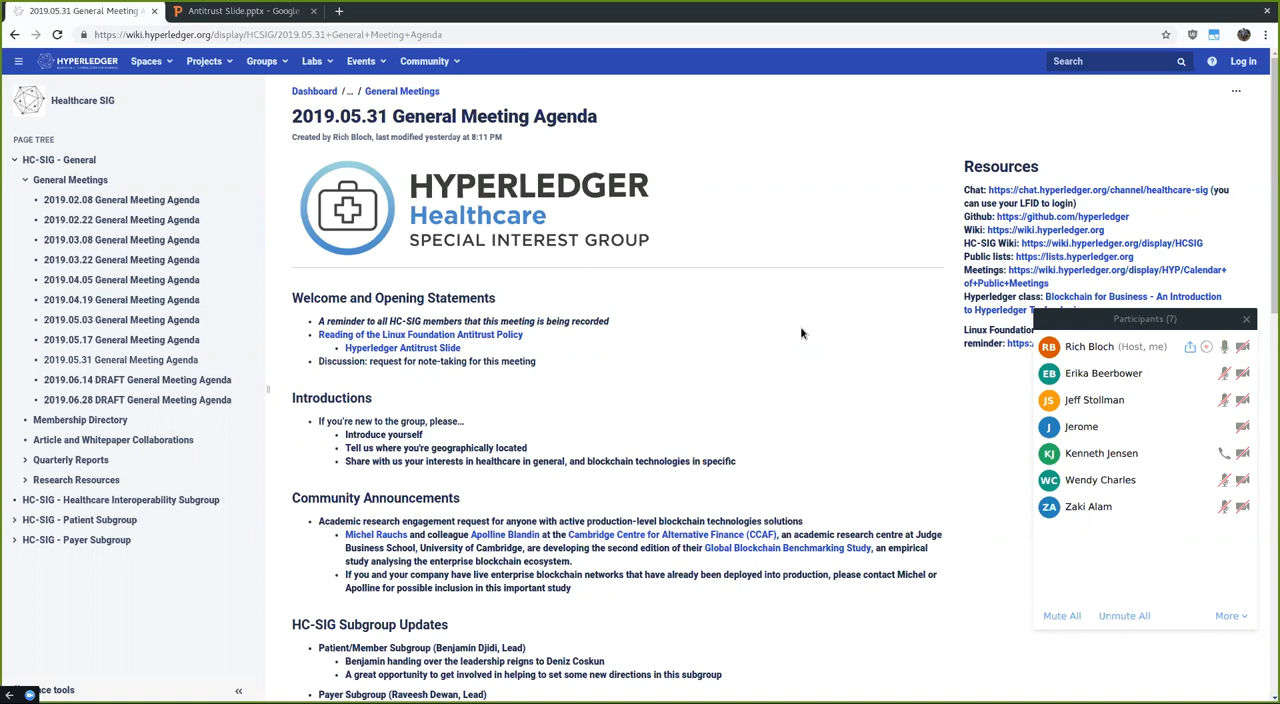 2019.05.31 General Meeting A
Antitrust Slide.pptx - Google
https://wiki.hyperledger.org/display/HCSIG/2019.05.31+General+Meeting+Agenda
HYPERLEDGER
Spaces
Projects
Groups
Labs
Events
Community
Search
Log in
Healthcare SIG
PAGE TREE
HC-SIG - General
General Meetings
2019.02.08 General Meeting Agenda
2019.02.22 General Meeting Agenda
2019.03.08 General Meeting Agenda
2019.03.22 General Meeting Agenda
2019.04.05 General Meeting Agenda
2019.04.19 General Meeting Agenda
2019.05.03 General Meeting Agenda
2019.05.17 General Meeting Agenda
2019.05.31 General Meeting Agenda
2019.06.14 DRAFT General Meeting Agenda
2019.06.28 DRAFT General Meeting Agenda
Membership Directory
Article and Whitepaper Collaborations
Quarterly Reports
Research Resources
HC-SIG - Healthcare Interoperability Subgroup
HC-SIG - Patient Subgroup
HC-SIG - Payer Subgroup
ce tools
Dashboard / ... / General Meetings
2019.05.31 General Meeting Agenda
Created by Rich Bloch, last modified yesterday at 8:11 PM
HYPERLEDGER
Healthcare
SPECIAL INTEREST GROUP
Welcome and Opening Statements
A reminder to all HC-SIG members that this meeting is being recorded
Reading of the Linux Foundation Antitrust Policy
Hyperledger Antitrust Slide
Discussion: request for note-taking for this meeting
Introductions
If you're new to the group, please...
Introduce yourself
Tell us where you're geographically located
Share with us your interests in healthcare in general, and blockchain technologies in specific
Community Announcements
Academic research engagement request for anyone with active production-level blockchain technologies solutions
Michel Rauchs and colleague Apolline Blandin at the Cambridge Centre for Alternative Finance (CCAF), an academic research centre at Judge
Business School, University of Cambridge, are developing the second edition of their Global Blockchain Benchmarking Study, an empirical
study analysing the enterprise blockchain ecosystem.
If you and your company have live enterprise blockchain networks that have already been deployed into production, please contact Michel or
Apolline for possible inclusion in this important study
HC-SIG Subgroup Updates
Patient/Member Subgroup (Benjamin Djidi, Lead)
Benjamin handing over the leadership reigns to Deniz Coskun
A great opportunity to get involved in helping to set some new directions in this subgroup
Payer Subgroup (Raveesh Dewan, Lead)
Resources
Chat: https://chat.hyperledger.org/channel/healthcare-sig (you
can use your LFID to login)
Github: https://github.com/hyperledger
Wiki: https://wiki.hyperledger.org
HC-SIG Wiki: https://wiki.hyperledger.org/display/HCSIG
Public lists: https://lists.hyperledger.org
Meetings: https://wiki.hyperledger.org/display/HYP/Calendar+
of+Public+Meetings
Hyperledger class: Blockchain for Business - An Introduction
to Hyperledger
Linux Foundation
reminder: https:
Participants (7)
RB Rich Bloch (Host, me)
EB Erika Beerbower
JS Jeff Stollman
J Jerome
KJ Kenneth Jensen
WC Wendy Charles
ZA Zaki Alam
Mute All
Unmute All
More